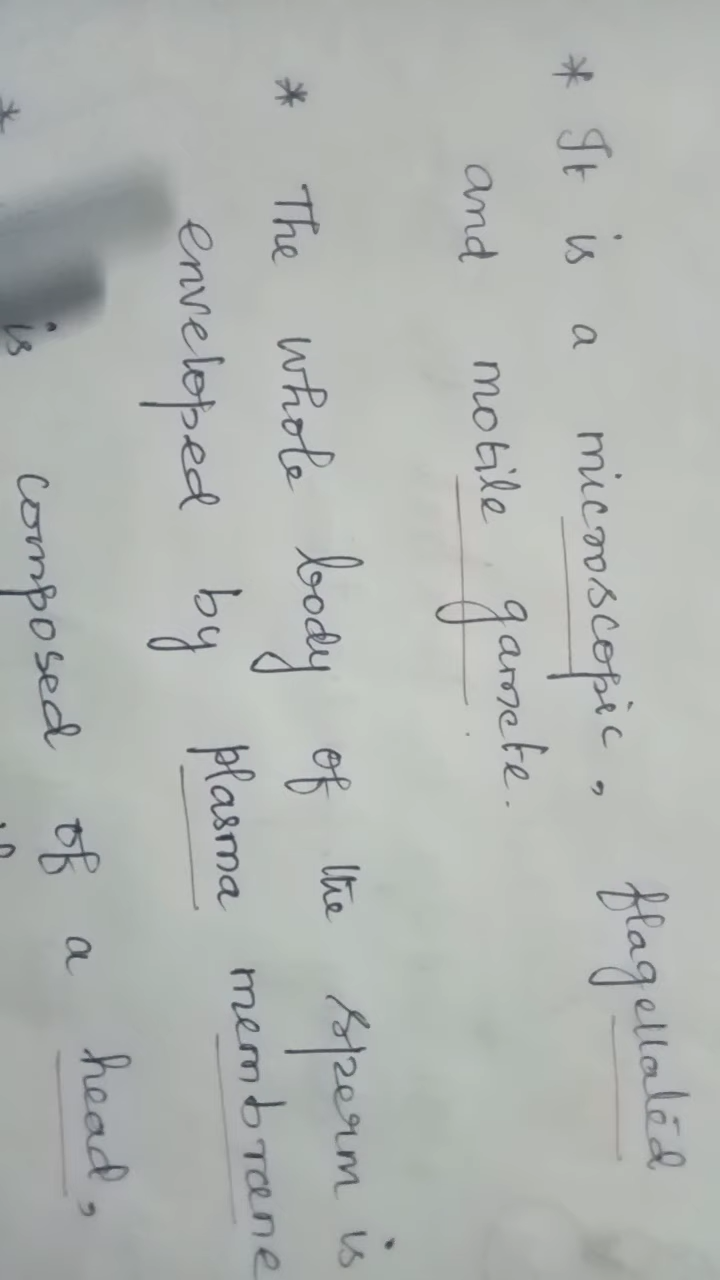 * It is a microscopic, flagellated
and motile gamete.
* The whole body of the sperm is
enveloped by plasma membrane
* is composed of a head,